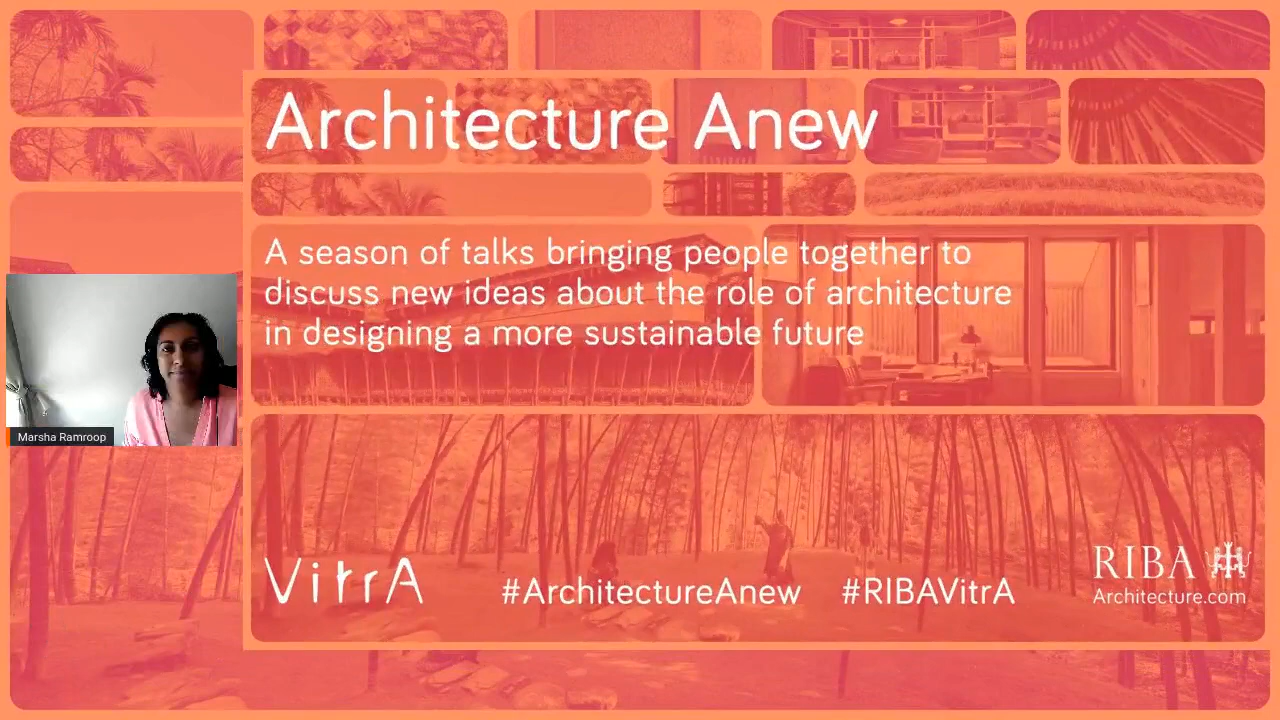 Architecture Anew
A season of talks bringing people together to
discuss new ideas about the role of architecture
in designing a more sustainable future
Marsha Ramroop
VitrA
#ArchitectureAnew
#RIBAVitrA
RIBA
Architecture.com